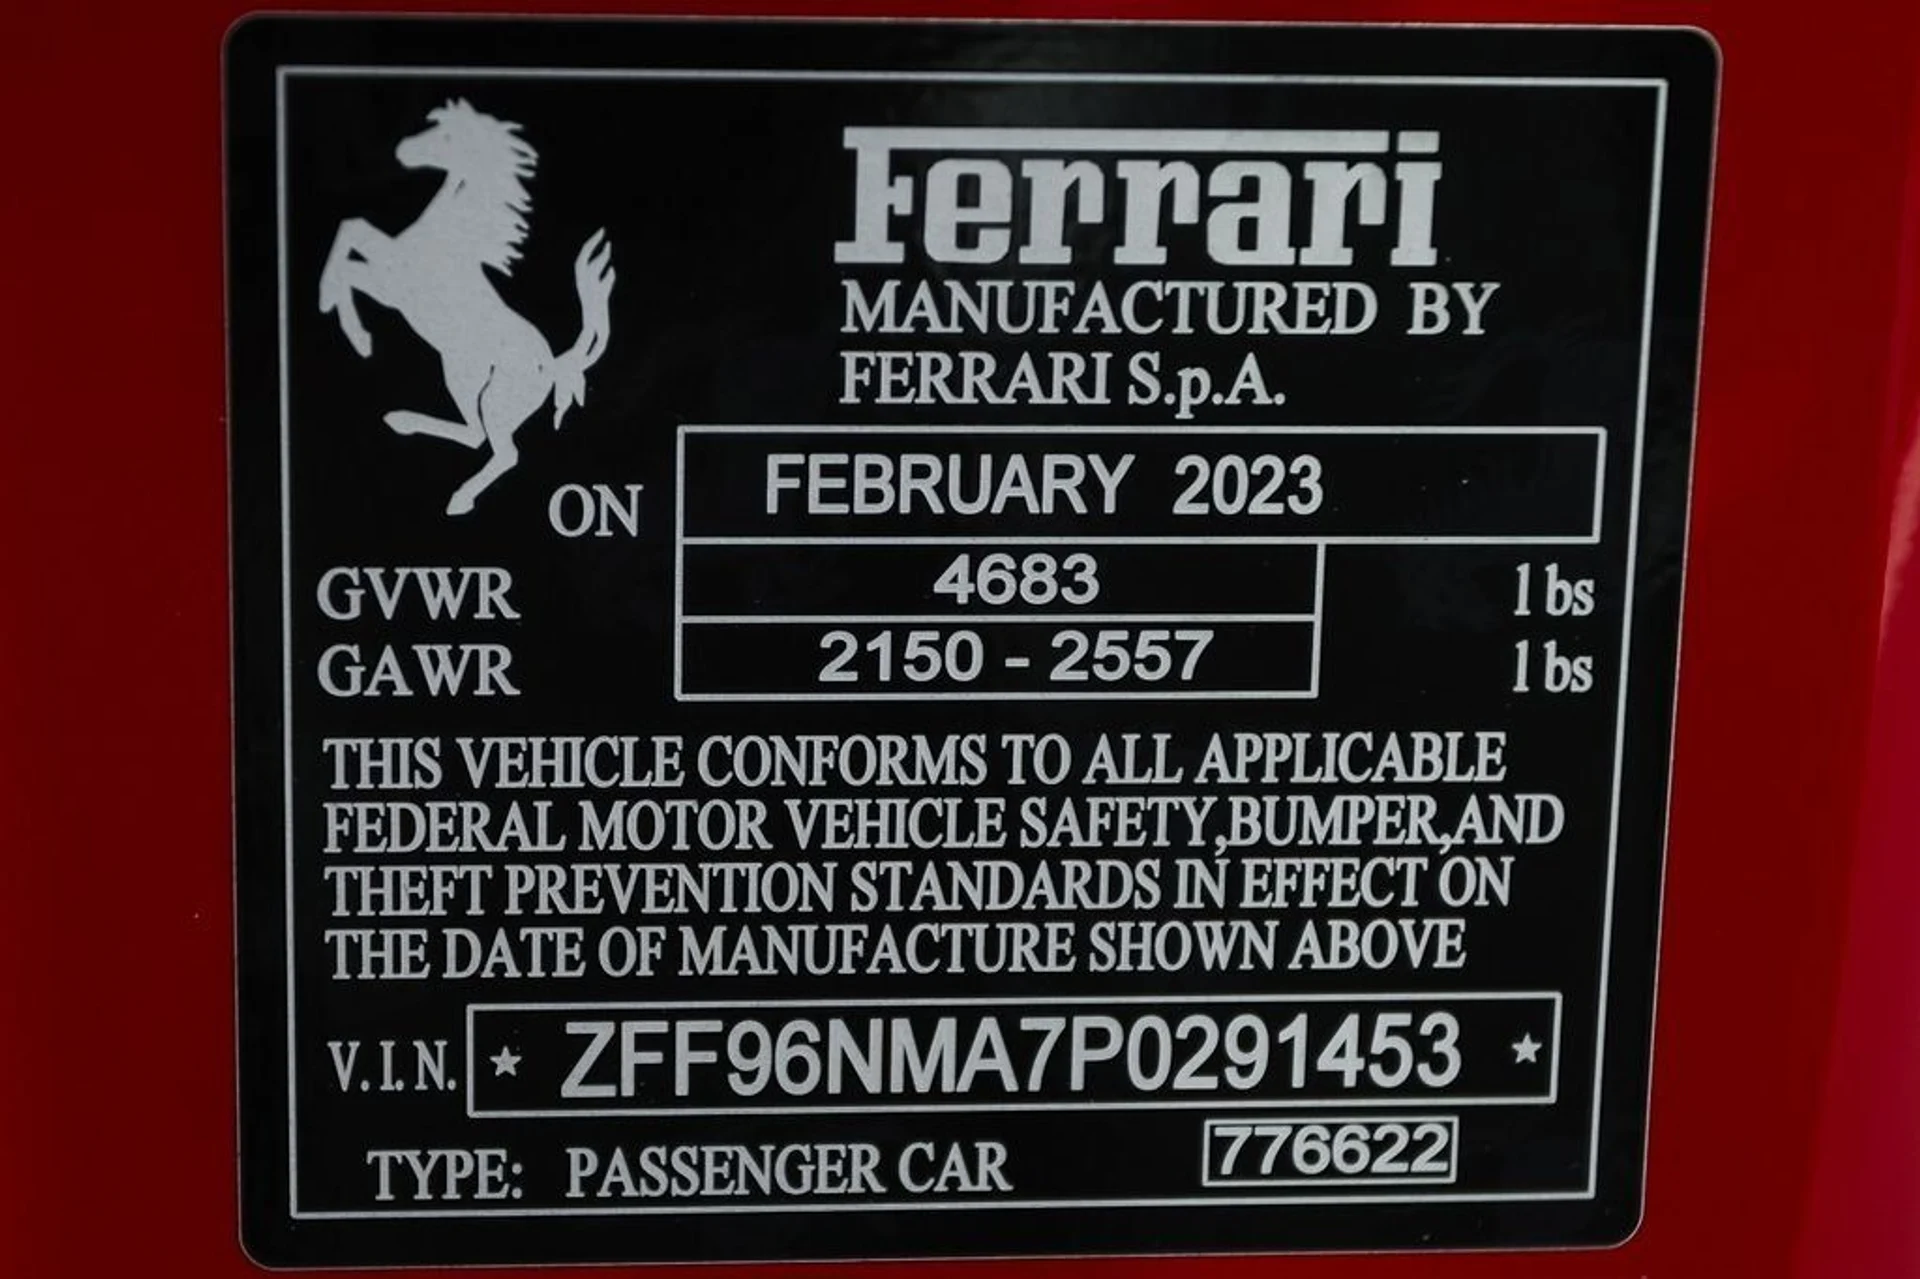 Ferrari
MANUFACTURED BY
FERRARI S.p.A.
ON FEBRUARY 2023
GVWR 4683 lbs
GAWR 2150 - 2557 lbs
THIS VEHICLE CONFORMS TO ALL APPLICABLE
FEDERAL MOTOR VEHICLE SAFETY,BUMPER,AND
THEFT PREVENTION STANDARDS IN EFFECT ON
THE DATE OF MANUFACTURE SHOWN ABOVE
V.I.N. ★ ZFF96NMA7P0291453 ★
TYPE: PASSENGER CAR 776622